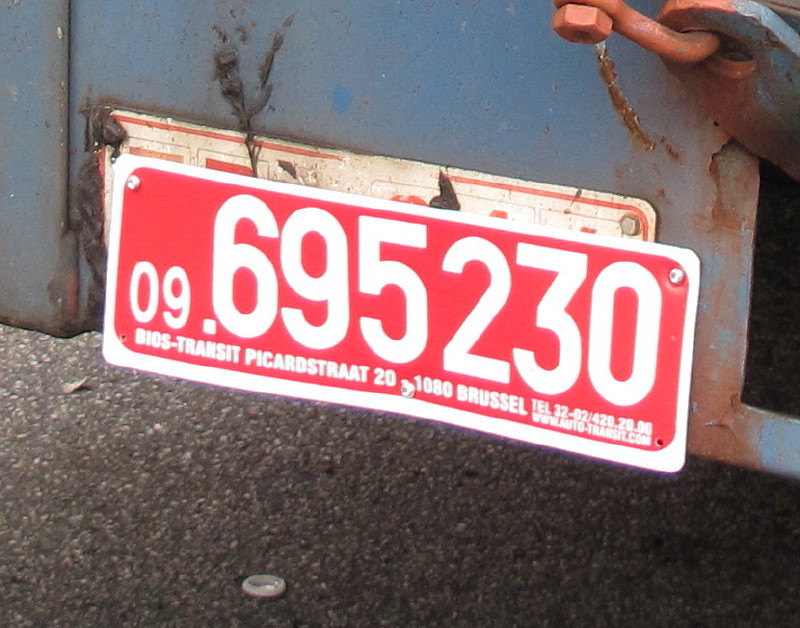 09.695230
BIOS-TRANSIT PICARDSTRAAT 20 - 1080 BRUSSEL TEL 32-02/420.20.00
WWW.AUTO-TRANSIT.COM